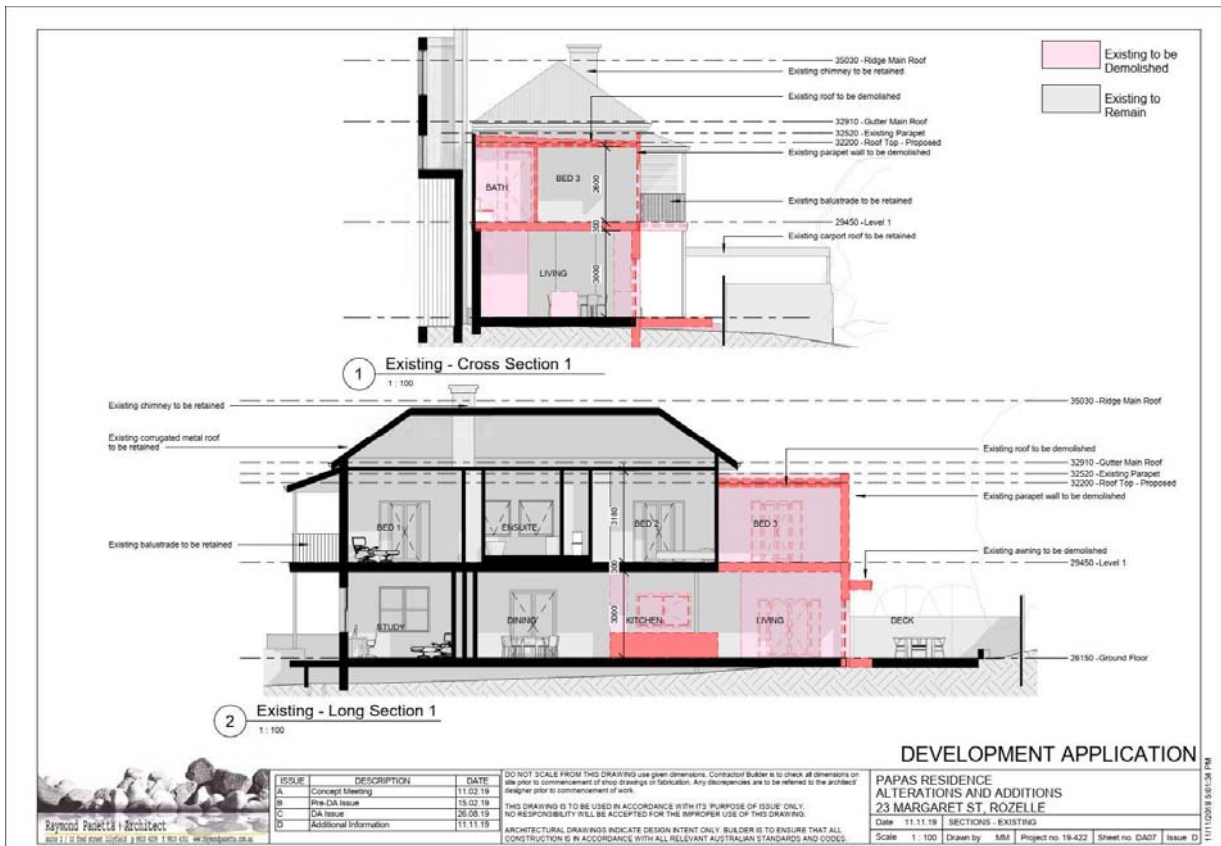 Existing to be
Demolished
Existing to
Remain
35030 - Ridge Main Roof
Existing chimney to be retained
Existing roof to be demolished
32910 - Gutter Main Roof
32520 - Existing Parapet
32200 - Roof Top - Proposed
Existing parapet wall to be demolished
BATH
BED 3
2600
Existing balustrade to be retained
300
29450 - Level 1
Existing carport roof to be retained
LIVING
3000
1
Existing - Cross Section 1
1 : 100
Existing chimney to be retained
35030 - Ridge Main Roof
Existing corrugated metal roof
to be retained
Existing roof to be demolished
32910 - Gutter Main Roof
32520 - Existing Parapet
32200 - Roof Top - Proposed
Existing parapet wall to be demolished
BED 1
ENSUITE
3180
BED 2
BED 3
Existing balustrade to be retained
Existing awning to be demolished
300
29450 - Level 1
STUDY
DINING
3000
KITCHEN
LIVING
DECK
26150 - Ground Floor
2
Existing - Long Section 1
1 : 100
DEVELOPMENT APPLICATION
Raymond Panetta + Architect
ISSUE DESCRIPTION DATE
A Concept Meeting 11.02.19
B Pre-DA Issue 15.02.19
C DA Issue 26.08.19
D Additional Information 11.11.19
DO NOT SCALE FROM THIS DRAWING use given dimensions. Contractor/ Builder is to check all dimensions on
site prior to commencement of shop drawings or fabrication. Any discrepencies are to be referred to the architect/
designer prior to commencement of work.
THIS DRAWING IS TO BE USED IN ACCORDANCE WITH ITS 'PURPOSE OF ISSUE' ONLY.
NO RESPONSIBILITY WILL BE ACCEPTED FOR THE IMPROPER USE OF THIS DRAWING.
ARCHITECTURAL DRAWINGS INDICATE DESIGN INTENT ONLY. BUILDER IS TO ENSURE THAT ALL
CONSTRUCTION IS IN ACCORDANCE WITH ALL RELEVANT AUSTRALIAN STANDARDS AND CODES.
PAPAS RESIDENCE
ALTERATIONS AND ADDITIONS
23 MARGARET ST, ROZELLE
Date 11.11.19 SECTIONS - EXISTING
Scale 1 : 100 Drawn by MM Project no. 19-422 Sheet no. DA07 Issue D
11/11/2019 5:01:34 PM